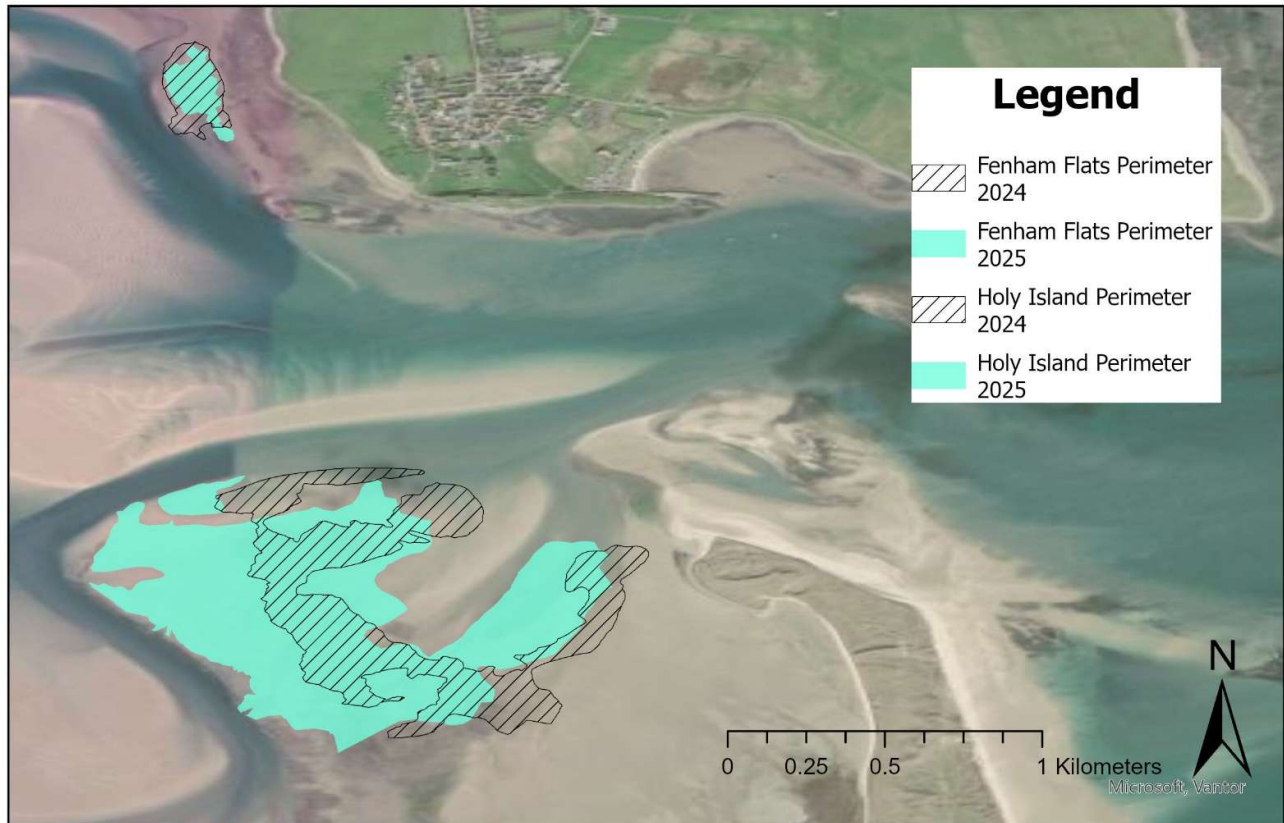 Legend
Fenham Flats Perimeter
2024
Fenham Flats Perimeter
2025
Holy Island Perimeter
2024
Holy Island Perimeter
2025
N
0 0.25 0.5 1 Kilometers
Microsoft, Vantor